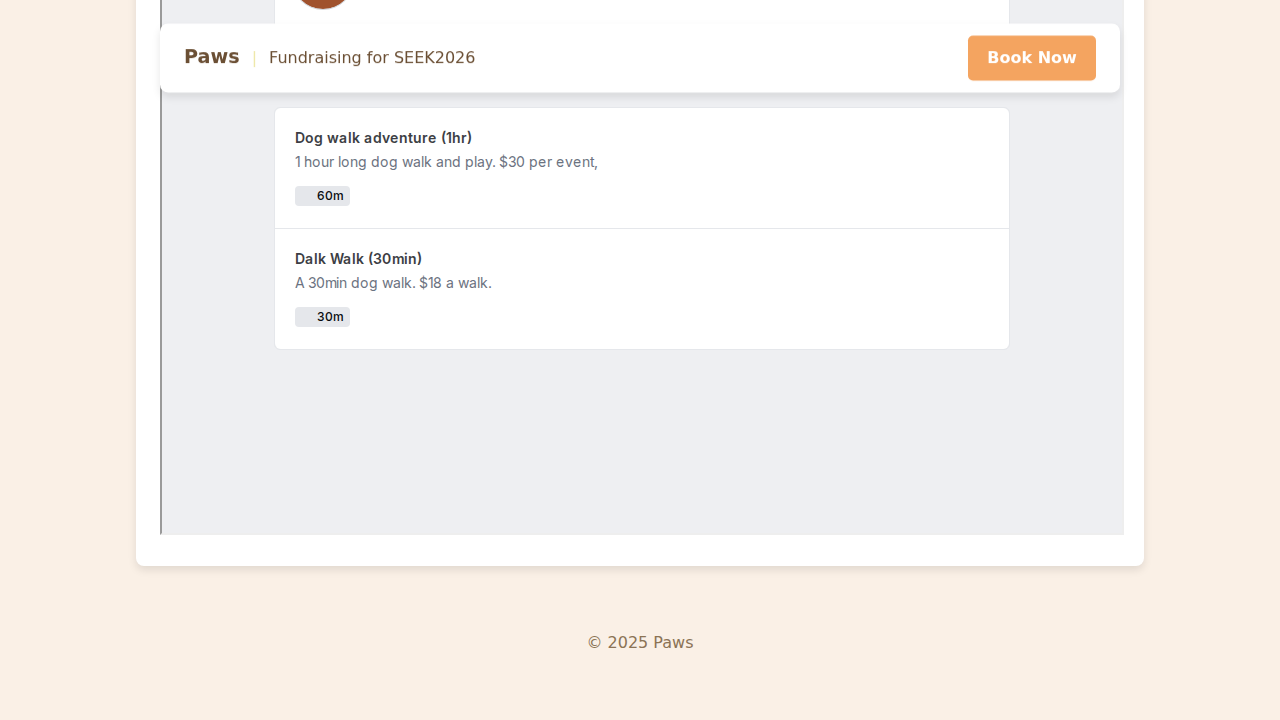 Paws | Fundraising for SEEK2026
Book Now
Dog walk adventure (1hr)
1 hour long dog walk and play. $30 per event,
60m
Dalk Walk (30min)
A 30min dog walk. $18 a walk.
30m
© 2025 Paws